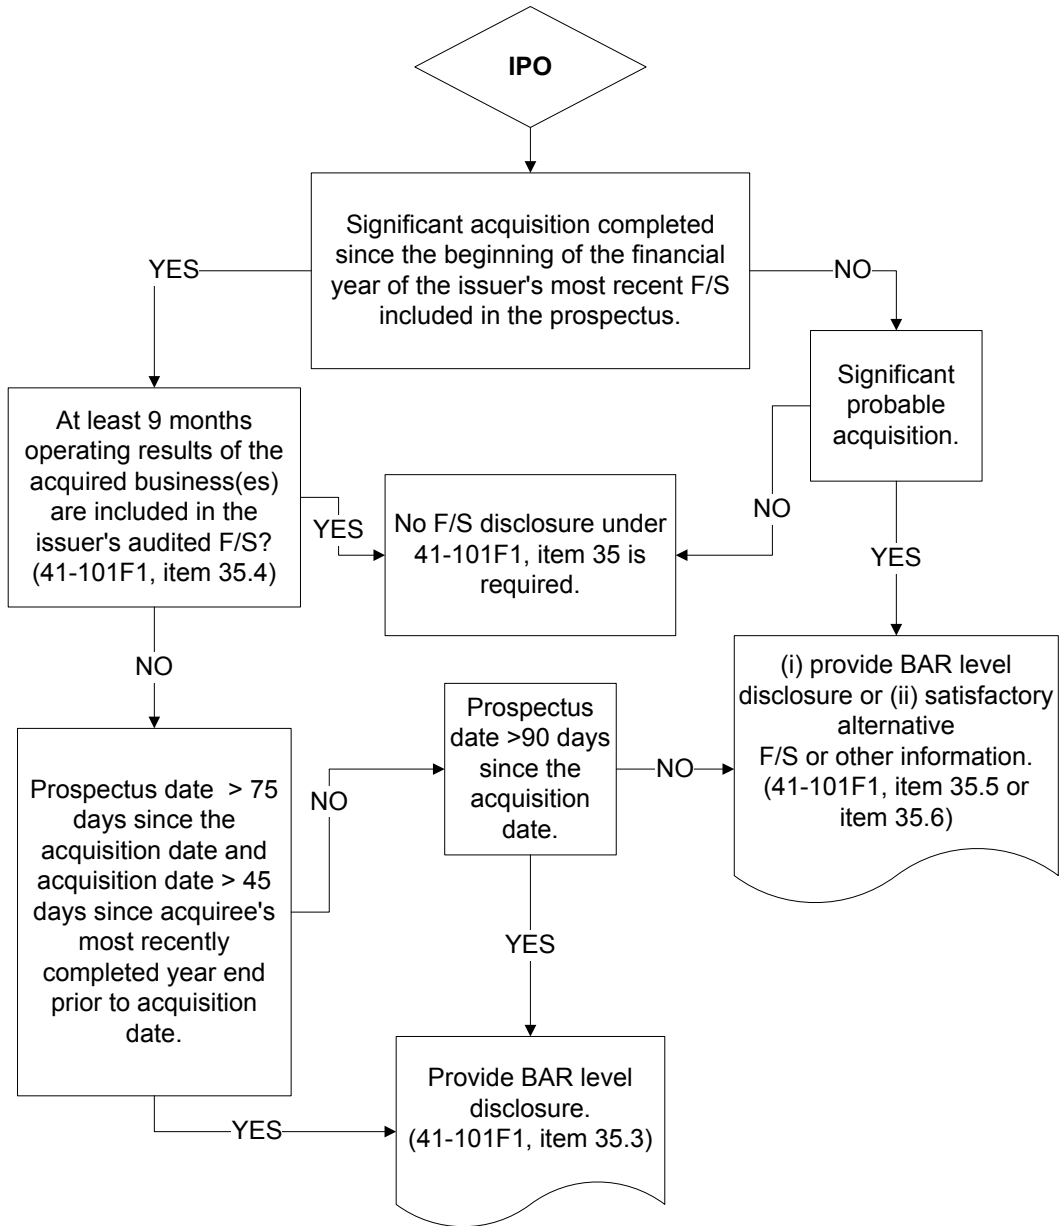 IPO
Significant acquisition completed
since the beginning of the financial
year of the issuer's most recent F/S
included in the prospectus.
YES
NO
At least 9 months
operating results of the
acquired business(es)
are included in the
issuer's audited F/S?
(41-101F1, item 35.4)
Significant
probable
acquisition.
YES
NO
No F/S disclosure under
41-101F1, item 35 is
required.
YES
NO
Prospectus date > 75
days since the
acquisition date and
acquisition date > 45
days since acquiree's
most recently
completed year end
prior to acquisition
date.
NO
Prospectus
date >90 days
since the
acquisition
date.
NO
(i) provide BAR level
disclosure or (ii) satisfactory
alternative
F/S or other information.
(41-101F1, item 35.5 or
item 35.6)
YES
YES
Provide BAR level
disclosure.
(41-101F1, item 35.3)